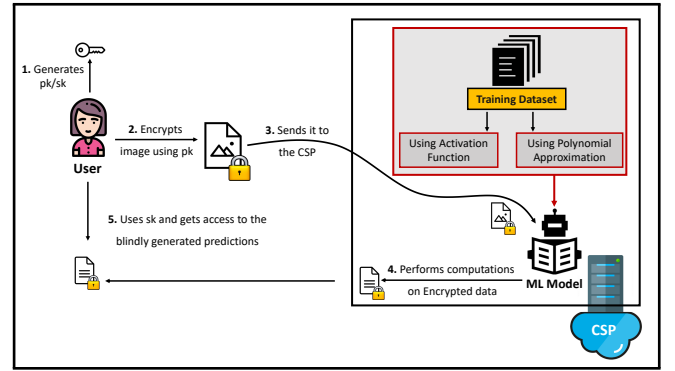 1. Generates
pk/sk
User
2. Encrypts
image using pk
3. Sends it to
the CSP
Training Dataset
Using Activation
Function
Using Polynomial
Approximation
ML Model
4. Performs computations
on Encrypted data
CSP
5. Uses sk and gets access to the
blindly generated predictions